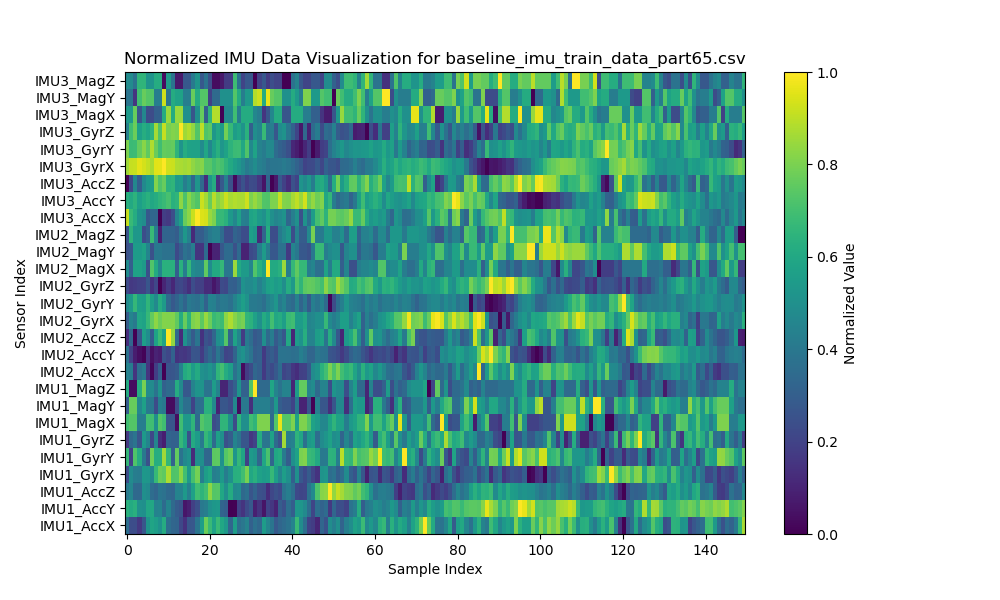 Normalized IMU Data Visualization for baseline_imu_train_data_part65.csv
IMU3_MagZ
IMU3_MagY
IMU3_MagX
IMU3_GyrZ
IMU3_GyrY
IMU3_GyrX
IMU3_AccZ
IMU3_AccY
IMU3_AccX
IMU2_MagZ
IMU2_MagY
IMU2_MagX
IMU2_GyrZ
IMU2_GyrY
IMU2_GyrX
IMU2_AccZ
IMU2_AccY
IMU2_AccX
IMU1_MagZ
IMU1_MagY
IMU1_MagX
IMU1_GyrZ
IMU1_GyrY
IMU1_GyrX
IMU1_AccZ
IMU1_AccY
IMU1_AccX
Sensor Index
0 20 40 60 80 100 120 140
Sample Index
1.0
0.8
0.6
0.4
0.2
0.0
Normalized Value